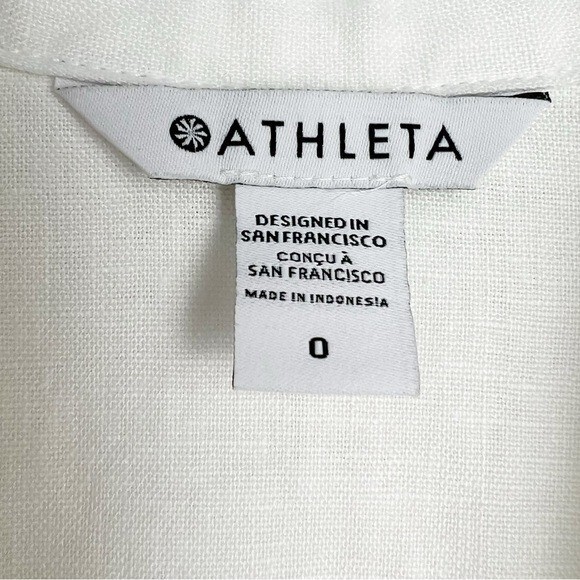 ATHLETA
DESIGNED IN
SAN FRANCISCO
CONÇU À
SAN FRANCISCO
MADE IN INDONESIA
0